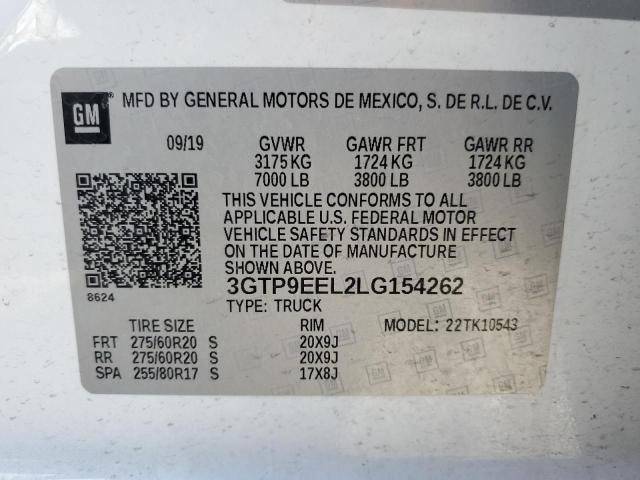 GM
MFD BY GENERAL MOTORS DE MEXICO, S. DE R.L. DE C.V.
09/19 GVWR GAWR FRT GAWR RR
3175 KG 1724 KG 1724 KG
7000 LB 3800 LB 3800 LB
THIS VEHICLE CONFORMS TO ALL
APPLICABLE U.S. FEDERAL MOTOR
VEHICLE SAFETY STANDARDS IN EFFECT
ON THE DATE OF MANUFACTURE
SHOWN ABOVE.
8624
3GTP9EEL2LG154262
TYPE: TRUCK
TIRE SIZE RIM MODEL: 22TK10543
FRT 275/60R20 S 20X9J
RR 275/60R20 S 20X9J
SPA 255/80R17 S 17X8J